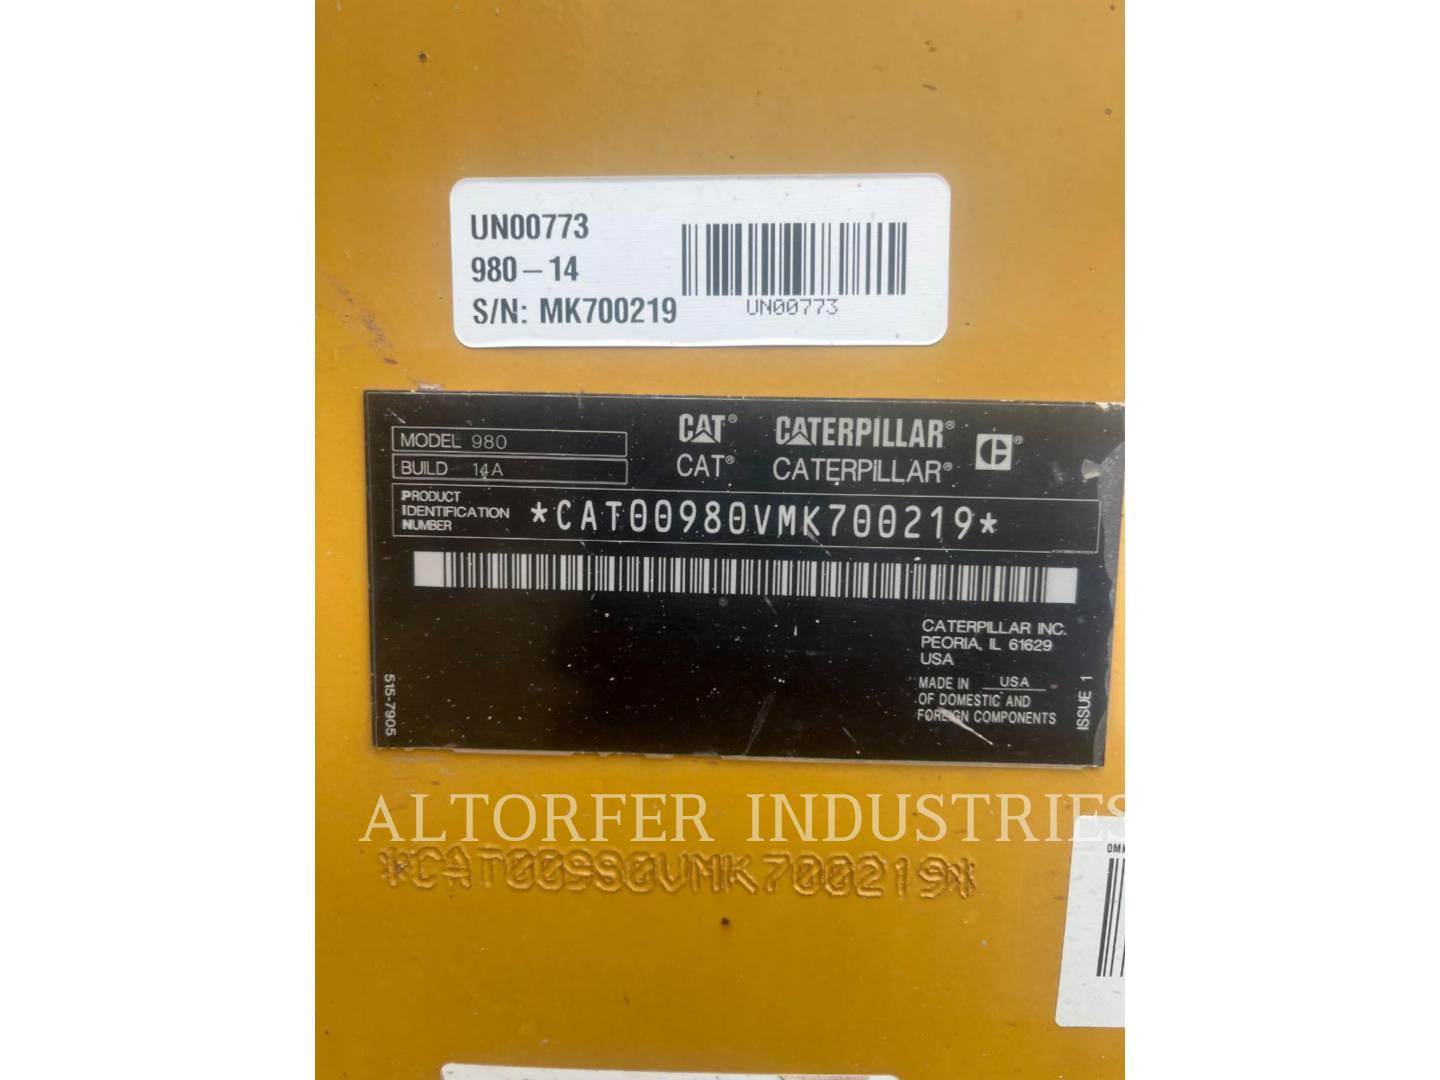 UN00773
980-14
S/N: MK700219
UN00773
CAT® CATERPILLAR® ®
CAT® CATERPILLAR®
MODEL 980
BUILD 14A
PRODUCT
IDENTIFICATION
NUMBER
*CAT00980VMK700219*
CATERPILLAR INC.
PEORIA, IL 61629
USA
MADE IN USA
OF DOMESTIC AND
FOREIGN COMPONENTS
515-7905
ISSUE 1
ALTORFER INDUSTRIES
*CAT00980VMK700219*
0MK